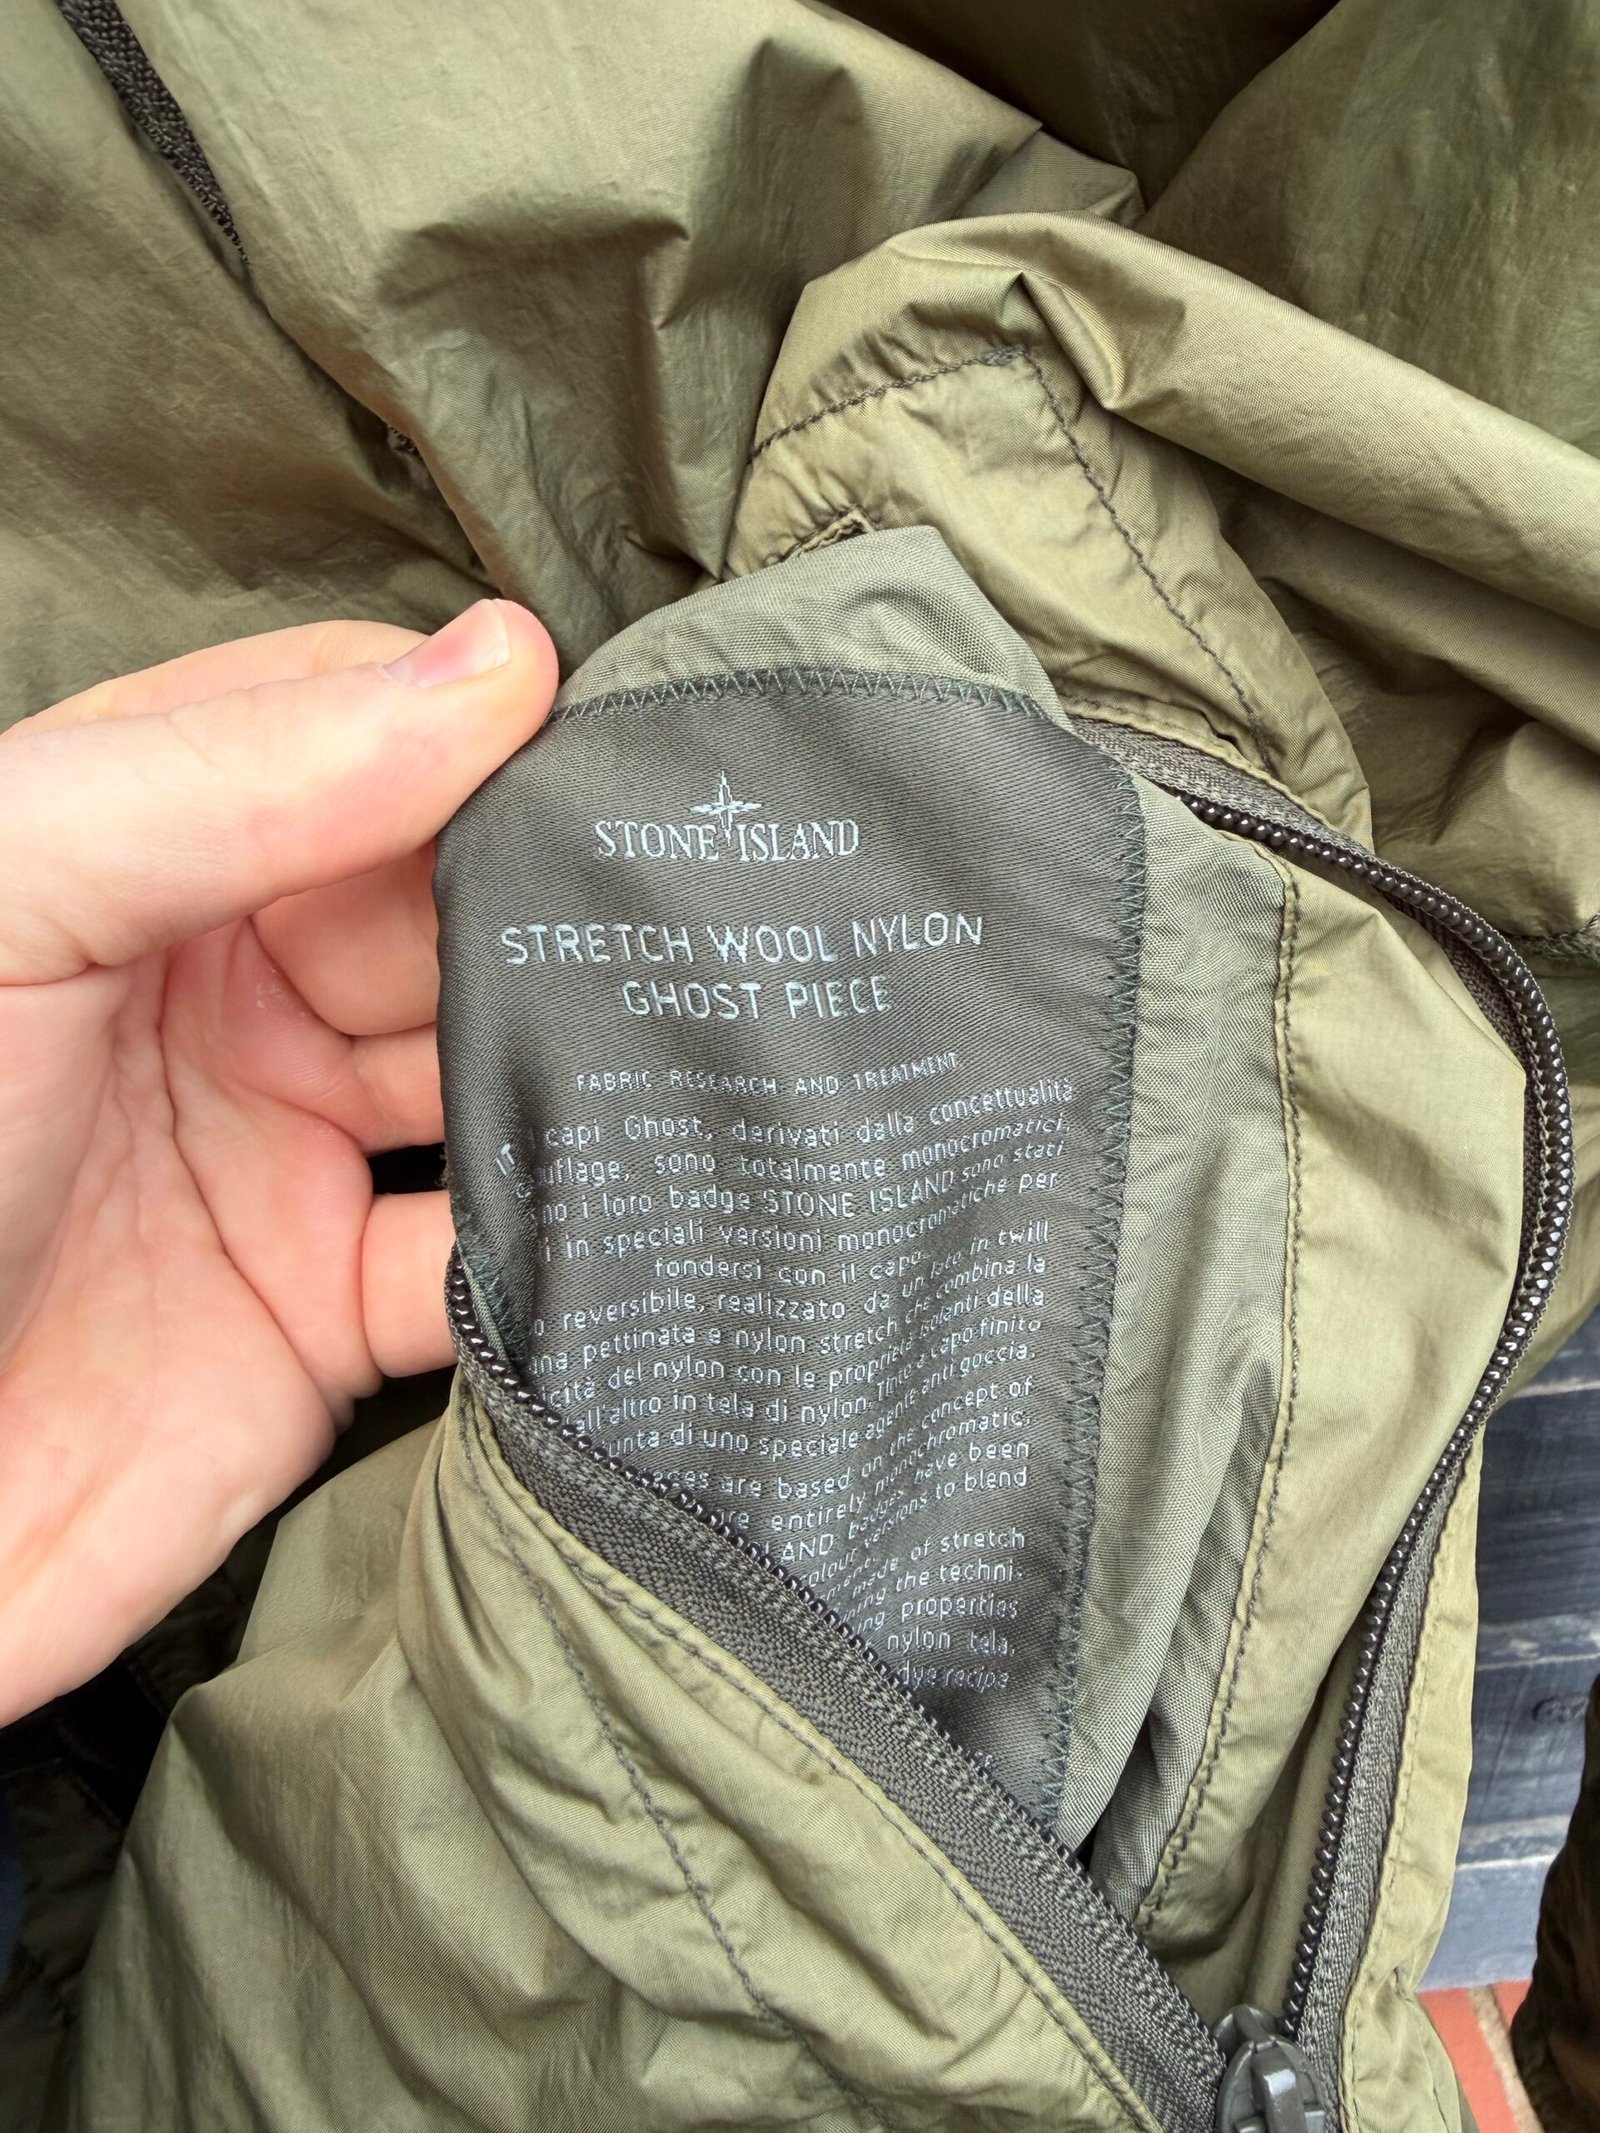 STONE ISLAND
STRETCH WOOL NYLON
GHOST PIECE
FABRIC RESEARCH AND TREATMENT
IT
capi Ghost, derivati dalla concettualità
sono totalmente monocromatici,
i loro badge STONE ISLAND sono stati
in speciali versioni monocromatiche per
fondersi con il capo.
reversibile, realizzato da un lato in twill
pettinata e nylon stretch che combina la
del nylon con le proprietà isolanti della
all'altro in tela di nylon. Tinto a capo finito
di uno speciale agente anti goccia.
are based on the concept of
are entirely monochromatic,
badges have been
colour versions to blend
made of stretch
the techni-
properties
nylon tela.
dye recipe